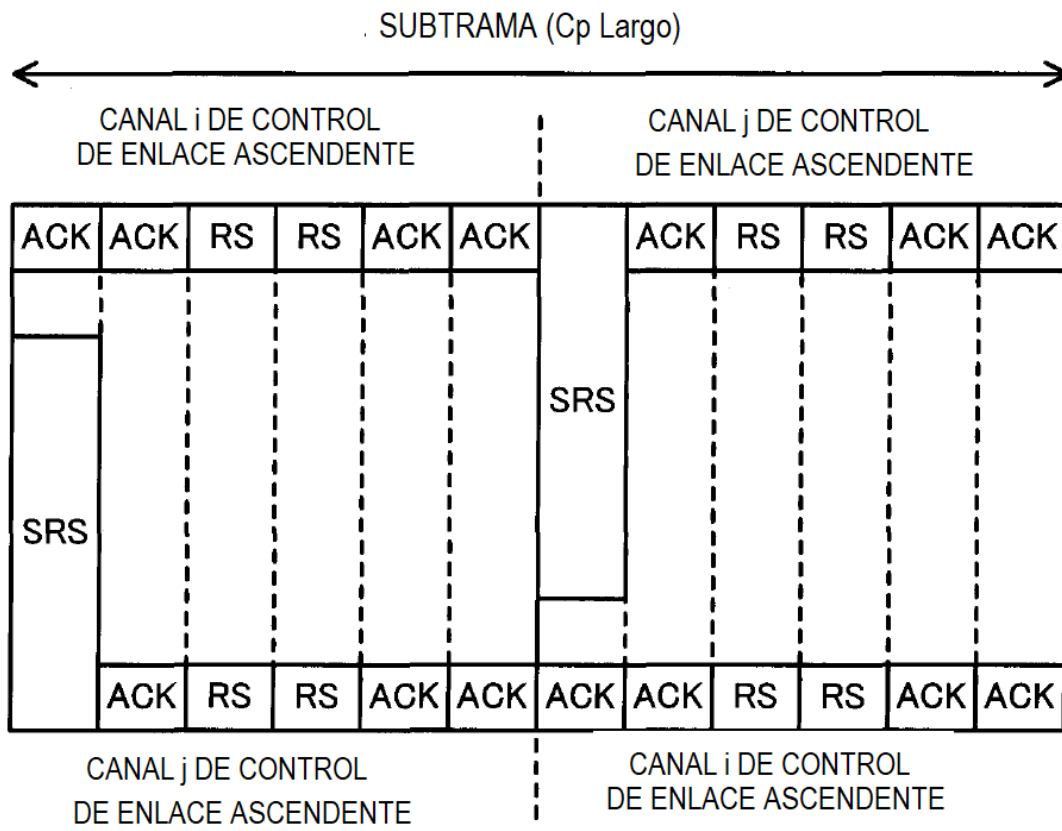 SUBTRAMA (Cp Largo)
CANAL i DE CONTROL
DE ENLACE ASCENDENTE
CANAL j DE CONTROL
DE ENLACE ASCENDENTE
ACK ACK RS RS ACK ACK ACK RS RS ACK ACK
SRS
SRS
ACK RS RS ACK ACK ACK ACK RS RS ACK ACK
CANAL j DE CONTROL
DE ENLACE ASCENDENTE
CANAL i DE CONTROL
DE ENLACE ASCENDENTE